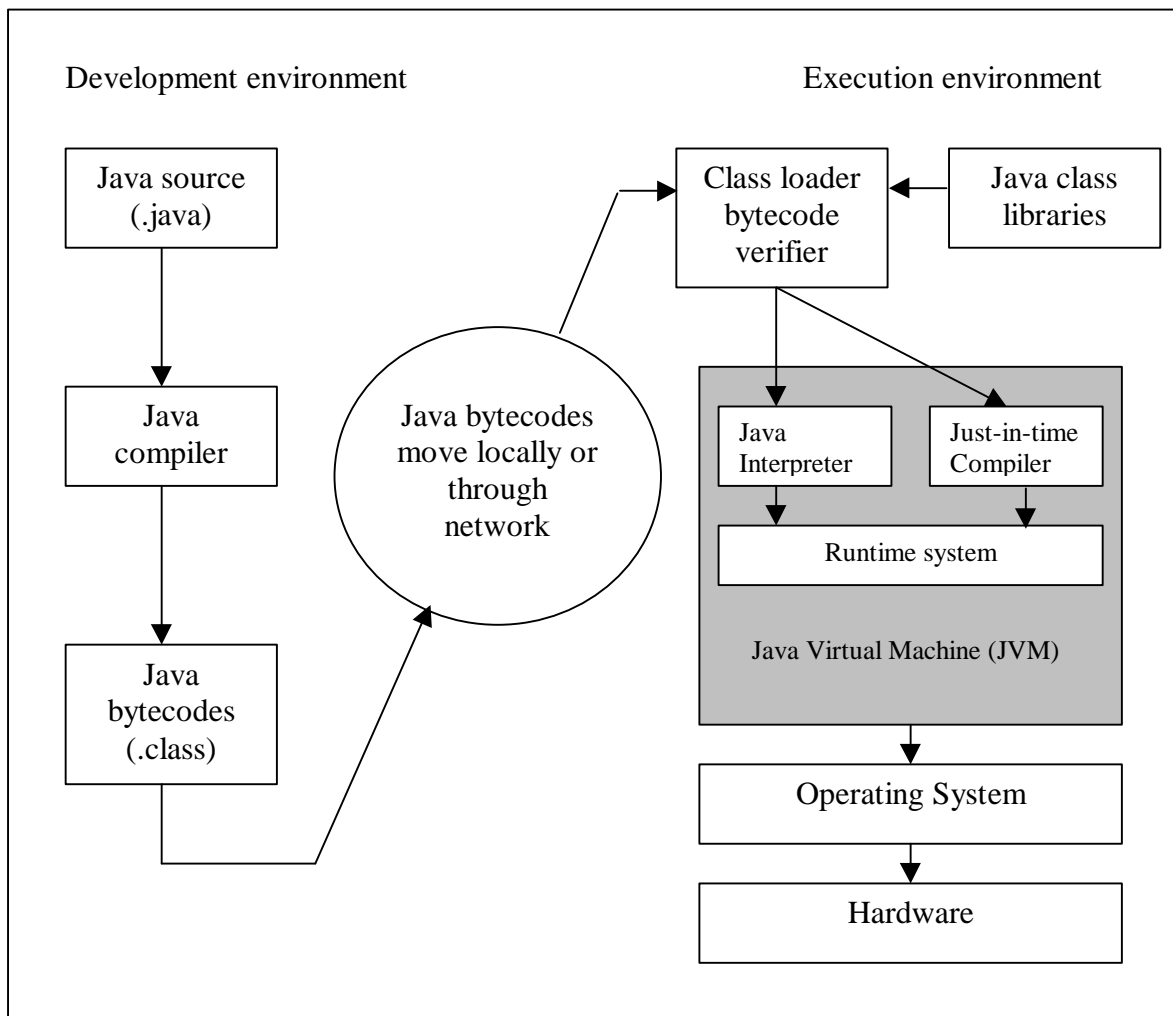 Development environment
Execution environment
Java source
(.java)
Class loader
bytecode
verifier
Java class
libraries
Java
compiler
Java bytecodes
move locally or
through
network
Java
Interpreter
Just-in-time
Compiler
Runtime system
Java Virtual Machine (JVM)
Java
bytecodes
(.class)
Operating System
Hardware